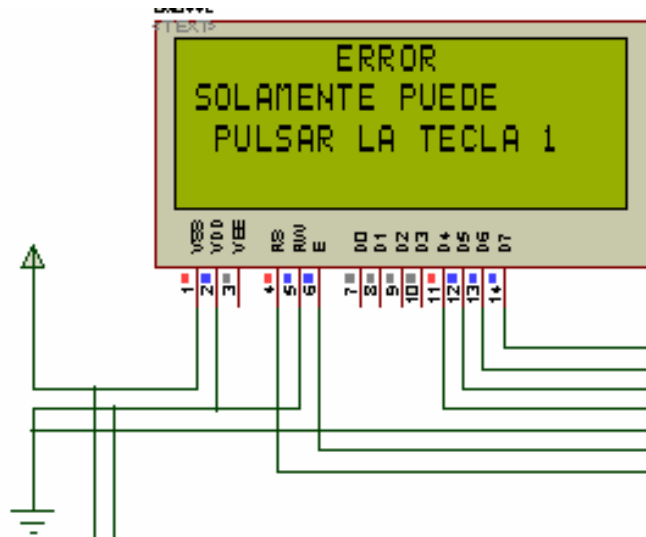 <TEXT>
ERROR
SOLAMENTE PUEDE
PULSAR LA TECLA 1
VSS VDD VEE RS RW E D0 D1 D2 D3 D4 D5 D6 D7
1 2 3 4 5 6 7 8 9 10 11 12 13 14